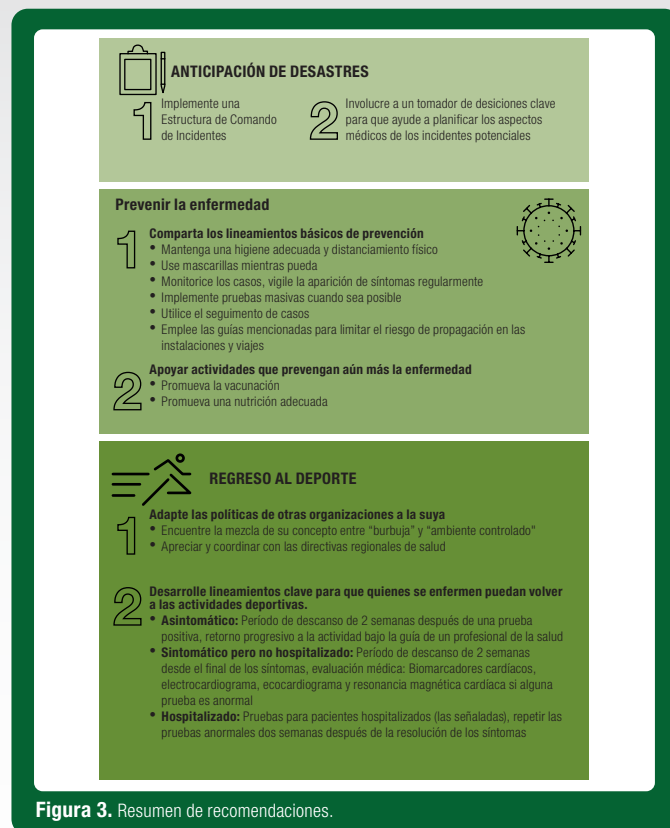 ANTICIPACIÓN DE DESASTRES
1 Implemente una
Estructura de Comando
de Incidentes
2 Involucre a un tomador de desiciones clave
para que ayude a planificar los aspectos
médicos de los incidentes potenciales
Prevenir la enfermedad
1 Comparta los lineamientos básicos de prevención
• Mantenga una higiene adecuada y distanciamiento físico
• Use mascarillas mientras pueda
• Monitorice los casos, vigile la aparición de síntomas regularmente
• Implemente pruebas masivas cuando sea posible
• Utilice el seguimento de casos
• Emplee las guías mencionadas para limitar el riesgo de propagación en las
instalaciones y viajes
2 Apoyar actividades que prevengan aún más la enfermedad
• Promueva la vacunación
• Promueva una nutrición adecuada
REGRESO AL DEPORTE
1 Adapte las políticas de otras organizaciones a la suya
• Encuentre la mezcla de su concepto entre “burbuja” y “ambiente controlado”
• Apreciar y coordinar con las directivas regionales de salud
2 Desarrolle lineamientos clave para que quienes se enfermen puedan volver
a las actividades deportivas.
• Asintomático: Período de descanso de 2 semanas después de una prueba
positiva, retorno progresivo a la actividad bajo la guía de un profesional de la salud
• Sintomático pero no hospitalizado: Período de descanso de 2 semanas
desde el final de los síntomas, evaluación médica: Biomarcadores cardíacos,
electrocardiograma, ecocardiograma y resonancia magnética cardíaca si alguna
prueba es anormal
• Hospitalizado: Pruebas para pacientes hospitalizados (las señaladas), repetir las
pruebas anormales dos semanas después de la resolución de los síntomas
Figura 3. Resumen de recomendaciones.